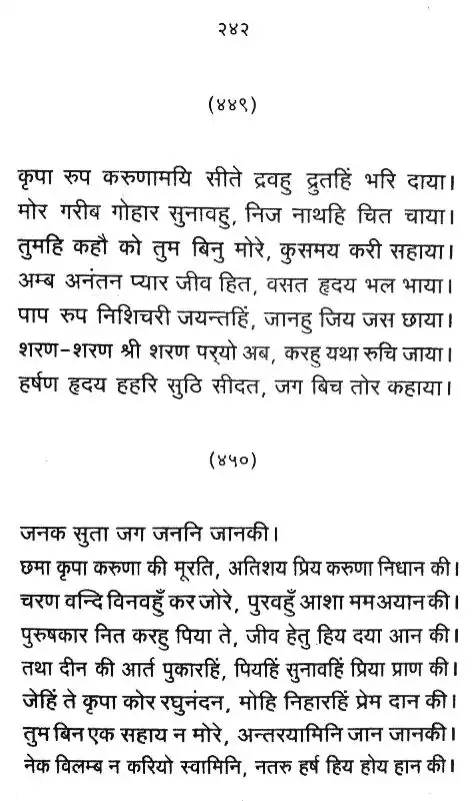 २४२
(४४९)
कृपा रुप करुणामयि सीते द्रवहु द्रुतहिं भरि दाया।
मोर गरीब गोहार सुनावहु, निज नाथहि चित चाया।
तुमहि कहौ को तुम बिनु मोरे, कुसमय करी सहाया।
अम्ब अनंतन प्यार जीव हित, वसत हृदय भल भाया।
पाप रुप निशिचरी जयन्तहिं, जानहु जिय जस छाया।
शरण-शरण श्री शरण पर्‌यो अब, करहु यथा रुचि जाया।
हर्षण हृदय हहरि सुठि सीदत, जग बिच तोर कहाया।
(४५०)
जनक सुता जग जननि जानकी।
छमा कृपा करुणा की मूरति, अतिशय प्रिय करुणा निधान की।
चरण वन्दि विनवहुँ कर जोरे, पुरवहुँ आशा मम अयान की।
पुरुषकार नित करहु पिया ते, जीव हेतु हिय दया आन की।
तथा दीन की आर्त पुकारहिं, पियहिं सुनावहिं प्रिया प्राण की।
जेहिं ते कृपा कोर रघुनंदन, मोहि निहारहिं प्रेम दान की।
तुम बिन एक सहाय न मोरे, अन्तरयामिनि जान जानकी।
नेक विलम्ब न करियो स्वामिनि, नतरु हर्ष हिय होय हान की।